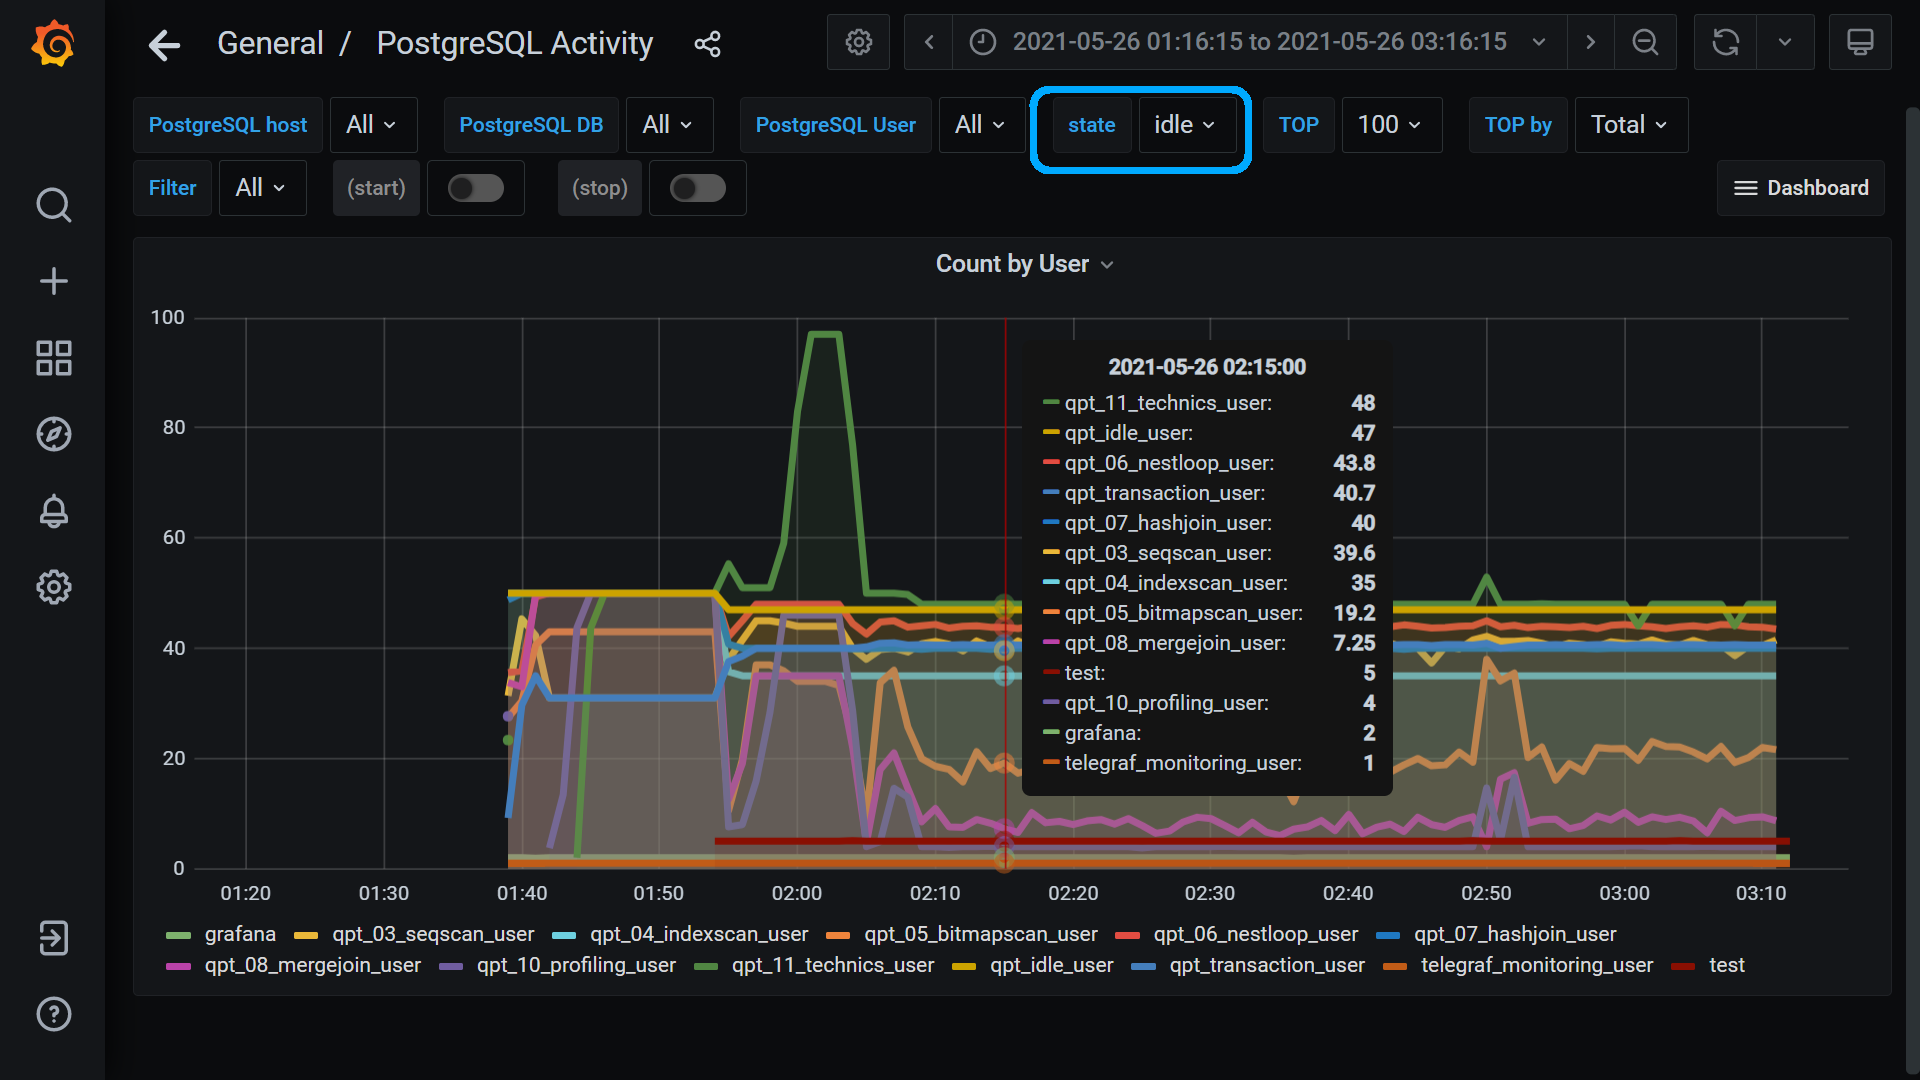 General / PostgreSQL Activity 2021-05-26 01:16:15 to 2021-05-26 03:16:15
PostgreSQL host All PostgreSQL DB All PostgreSQL User All state idle TOP 100 TOP by Total
Filter All (start) (stop) Dashboard
Count by User
100
80
60
40
20
0
2021-05-26 02:15:00
qpt_11_technics_user: 48
qpt_idle_user: 47
qpt_06_nestloop_user: 43.8
qpt_transaction_user: 40.7
qpt_07_hashjoin_user: 40
qpt_03_seqscan_user: 39.6
qpt_04_indexscan_user: 35
qpt_05_bitmapscan_user: 19.2
qpt_08_mergejoin_user: 7.25
test: 5
qpt_10_profiling_user: 4
grafana: 2
telegraf_monitoring_user: 1
01:20 01:30 01:40 01:50 02:00 02:10 02:20 02:30 02:40 02:50 03:00 03:10
grafana qpt_03_seqscan_user qpt_04_indexscan_user qpt_05_bitmapscan_user qpt_06_nestloop_user qpt_07_hashjoin_user
qpt_08_mergejoin_user qpt_10_profiling_user qpt_11_technics_user qpt_idle_user qpt_transaction_user telegraf_monitoring_user test